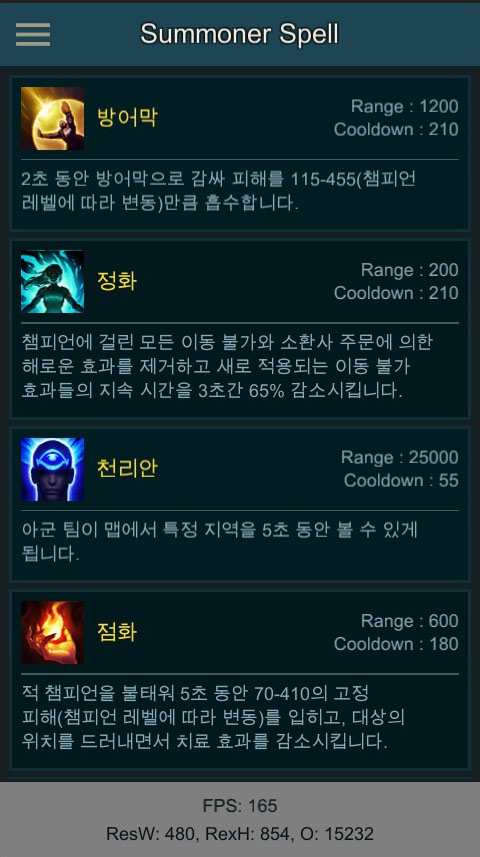 Summoner Spell
방어막
Range : 1200
Cooldown : 210
2초 동안 방어막으로 감싸 피해를 115-455(챔피언
레벨에 따라 변동)만큼 흡수합니다.
정화
Range : 200
Cooldown : 210
챔피언에 걸린 모든 이동 불가와 소환사 주문에 의한
해로운 효과를 제거하고 새로 적용되는 이동 불가
효과들의 지속 시간을 3초간 65% 감소시킵니다.
천리안
Range : 25000
Cooldown : 55
아군 팀이 맵에서 특정 지역을 5초 동안 볼 수 있게
됩니다.
점화
Range : 600
Cooldown : 180
적 챔피언을 불태워 5초 동안 70-410의 고정
피해(챔피언 레벨에 따라 변동)를 입히고, 대상의
위치를 드러내면서 치료 효과를 감소시킵니다.
FPS: 165
ResW: 480, RexH: 854, O: 15232